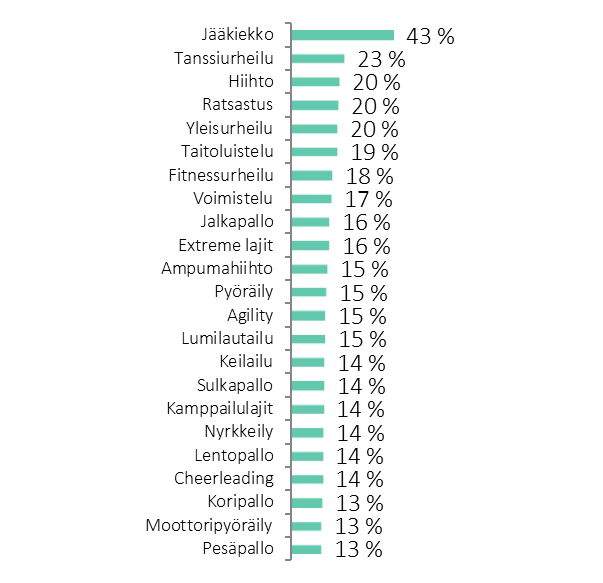 Jääkiekko 43 %
Tanssiurheilu 23 %
Hiihto 20 %
Ratsastus 20 %
Yleisurheilu 20 %
Taitoluistelu 19 %
Fitnessurheilu 18 %
Voimistelu 17 %
Jalkapallo 16 %
Extreme lajit 16 %
Ampumahiihto 15 %
Pyöräily 15 %
Agility 15 %
Lumilautailu 15 %
Keilailu 14 %
Sulkapallo 14 %
Kamppailulajit 14 %
Nyrkkeily 14 %
Lentopallo 14 %
Cheerleading 14 %
Koripallo 13 %
Moottoripyöräily 13 %
Pesäpallo 13 %